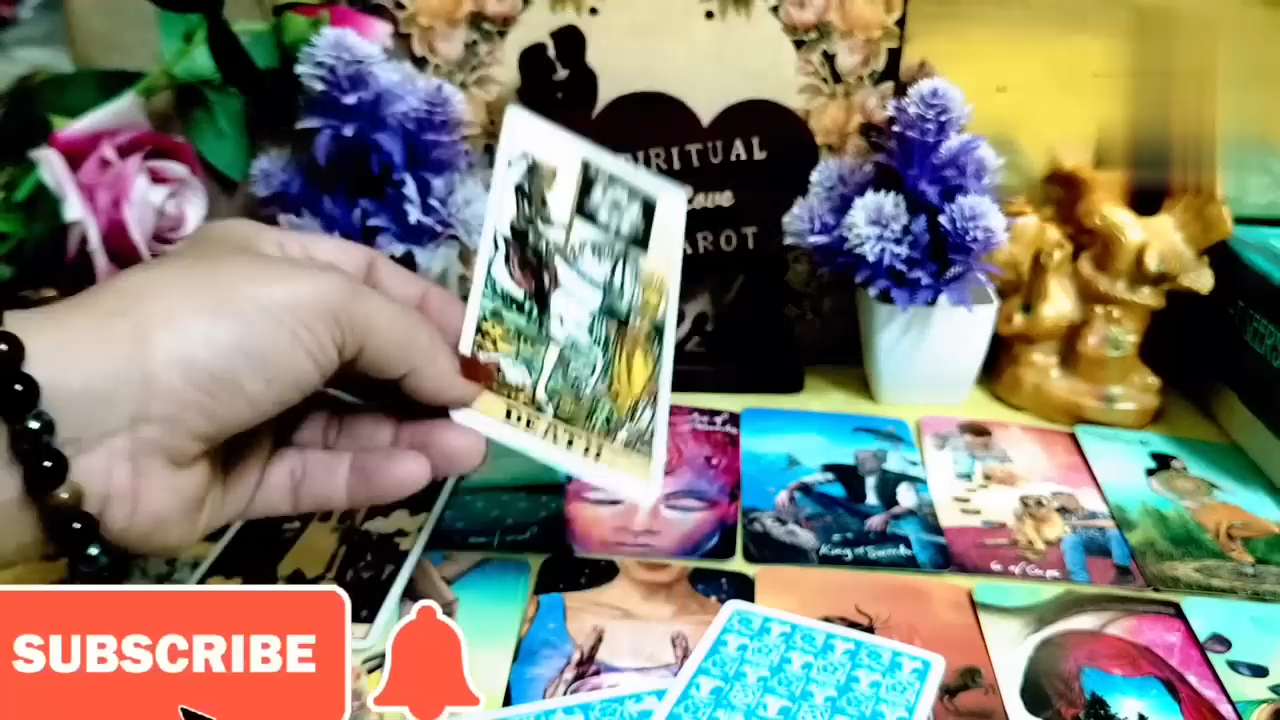 SPIRITUAL
Love
TAROT
DEATH
King of Swords
6 of Cups
SUBSCRIBE